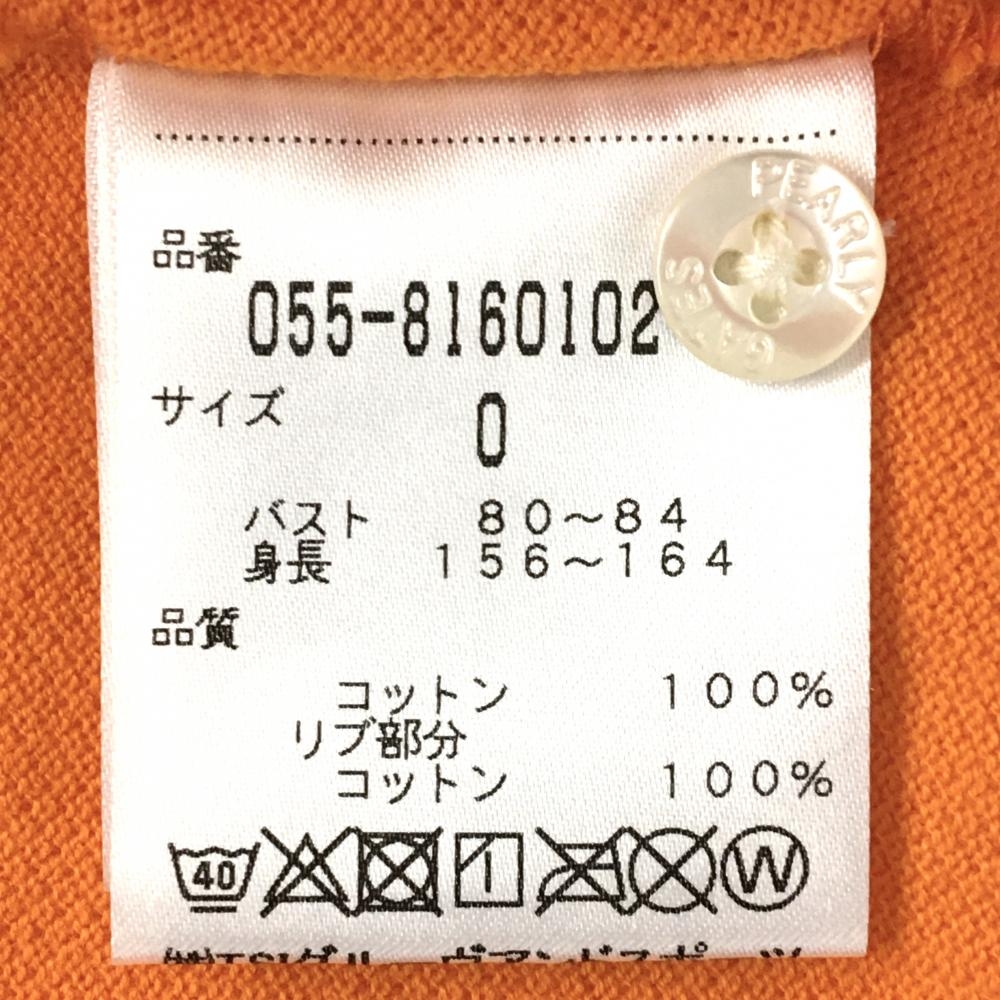 品番
055-8160102
サイズ
0
バスト 80～84
身長 156～164
品質
コットン 100%
リブ部分
コットン 100%
40
W
PEARLY GATES